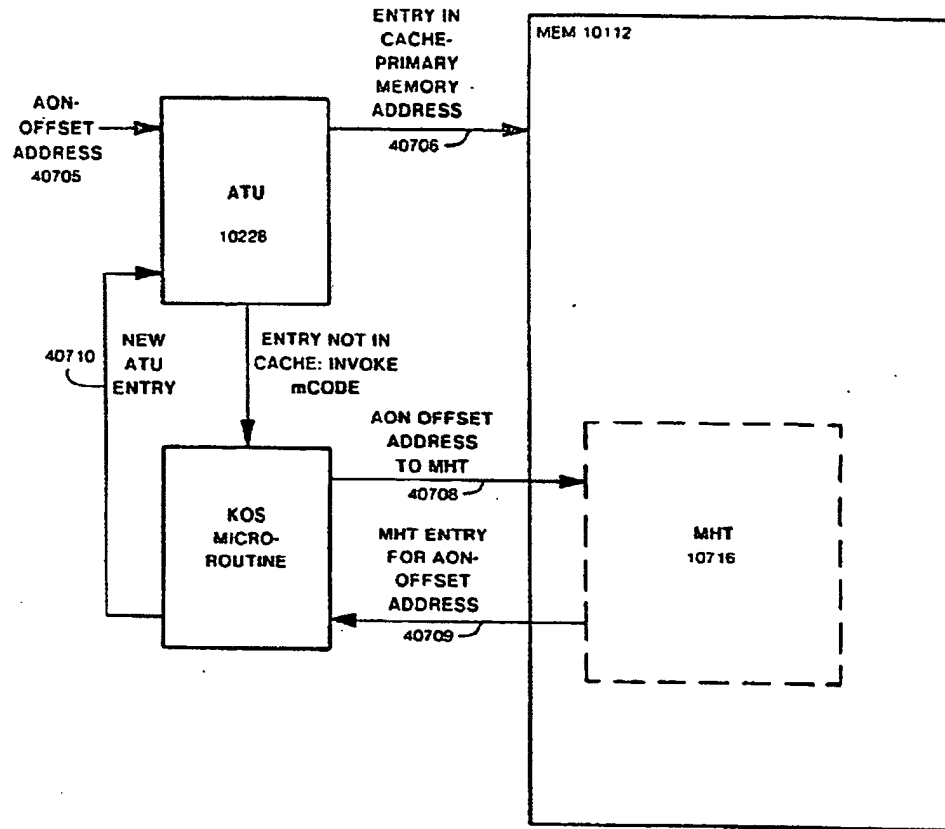 ENTRY IN
CACHE-
PRIMARY
MEMORY
ADDRESS
40706
MEM 10112
AON-
OFFSET
ADDRESS
40705
ATU
10228
40710
NEW
ATU
ENTRY
ENTRY NOT IN
CACHE: INVOKE
mCODE
AON OFFSET
ADDRESS
TO MHT
40708
KOS
MICRO-
ROUTINE
MHT ENTRY
FOR AON-
OFFSET
ADDRESS
40709
MHT
10716